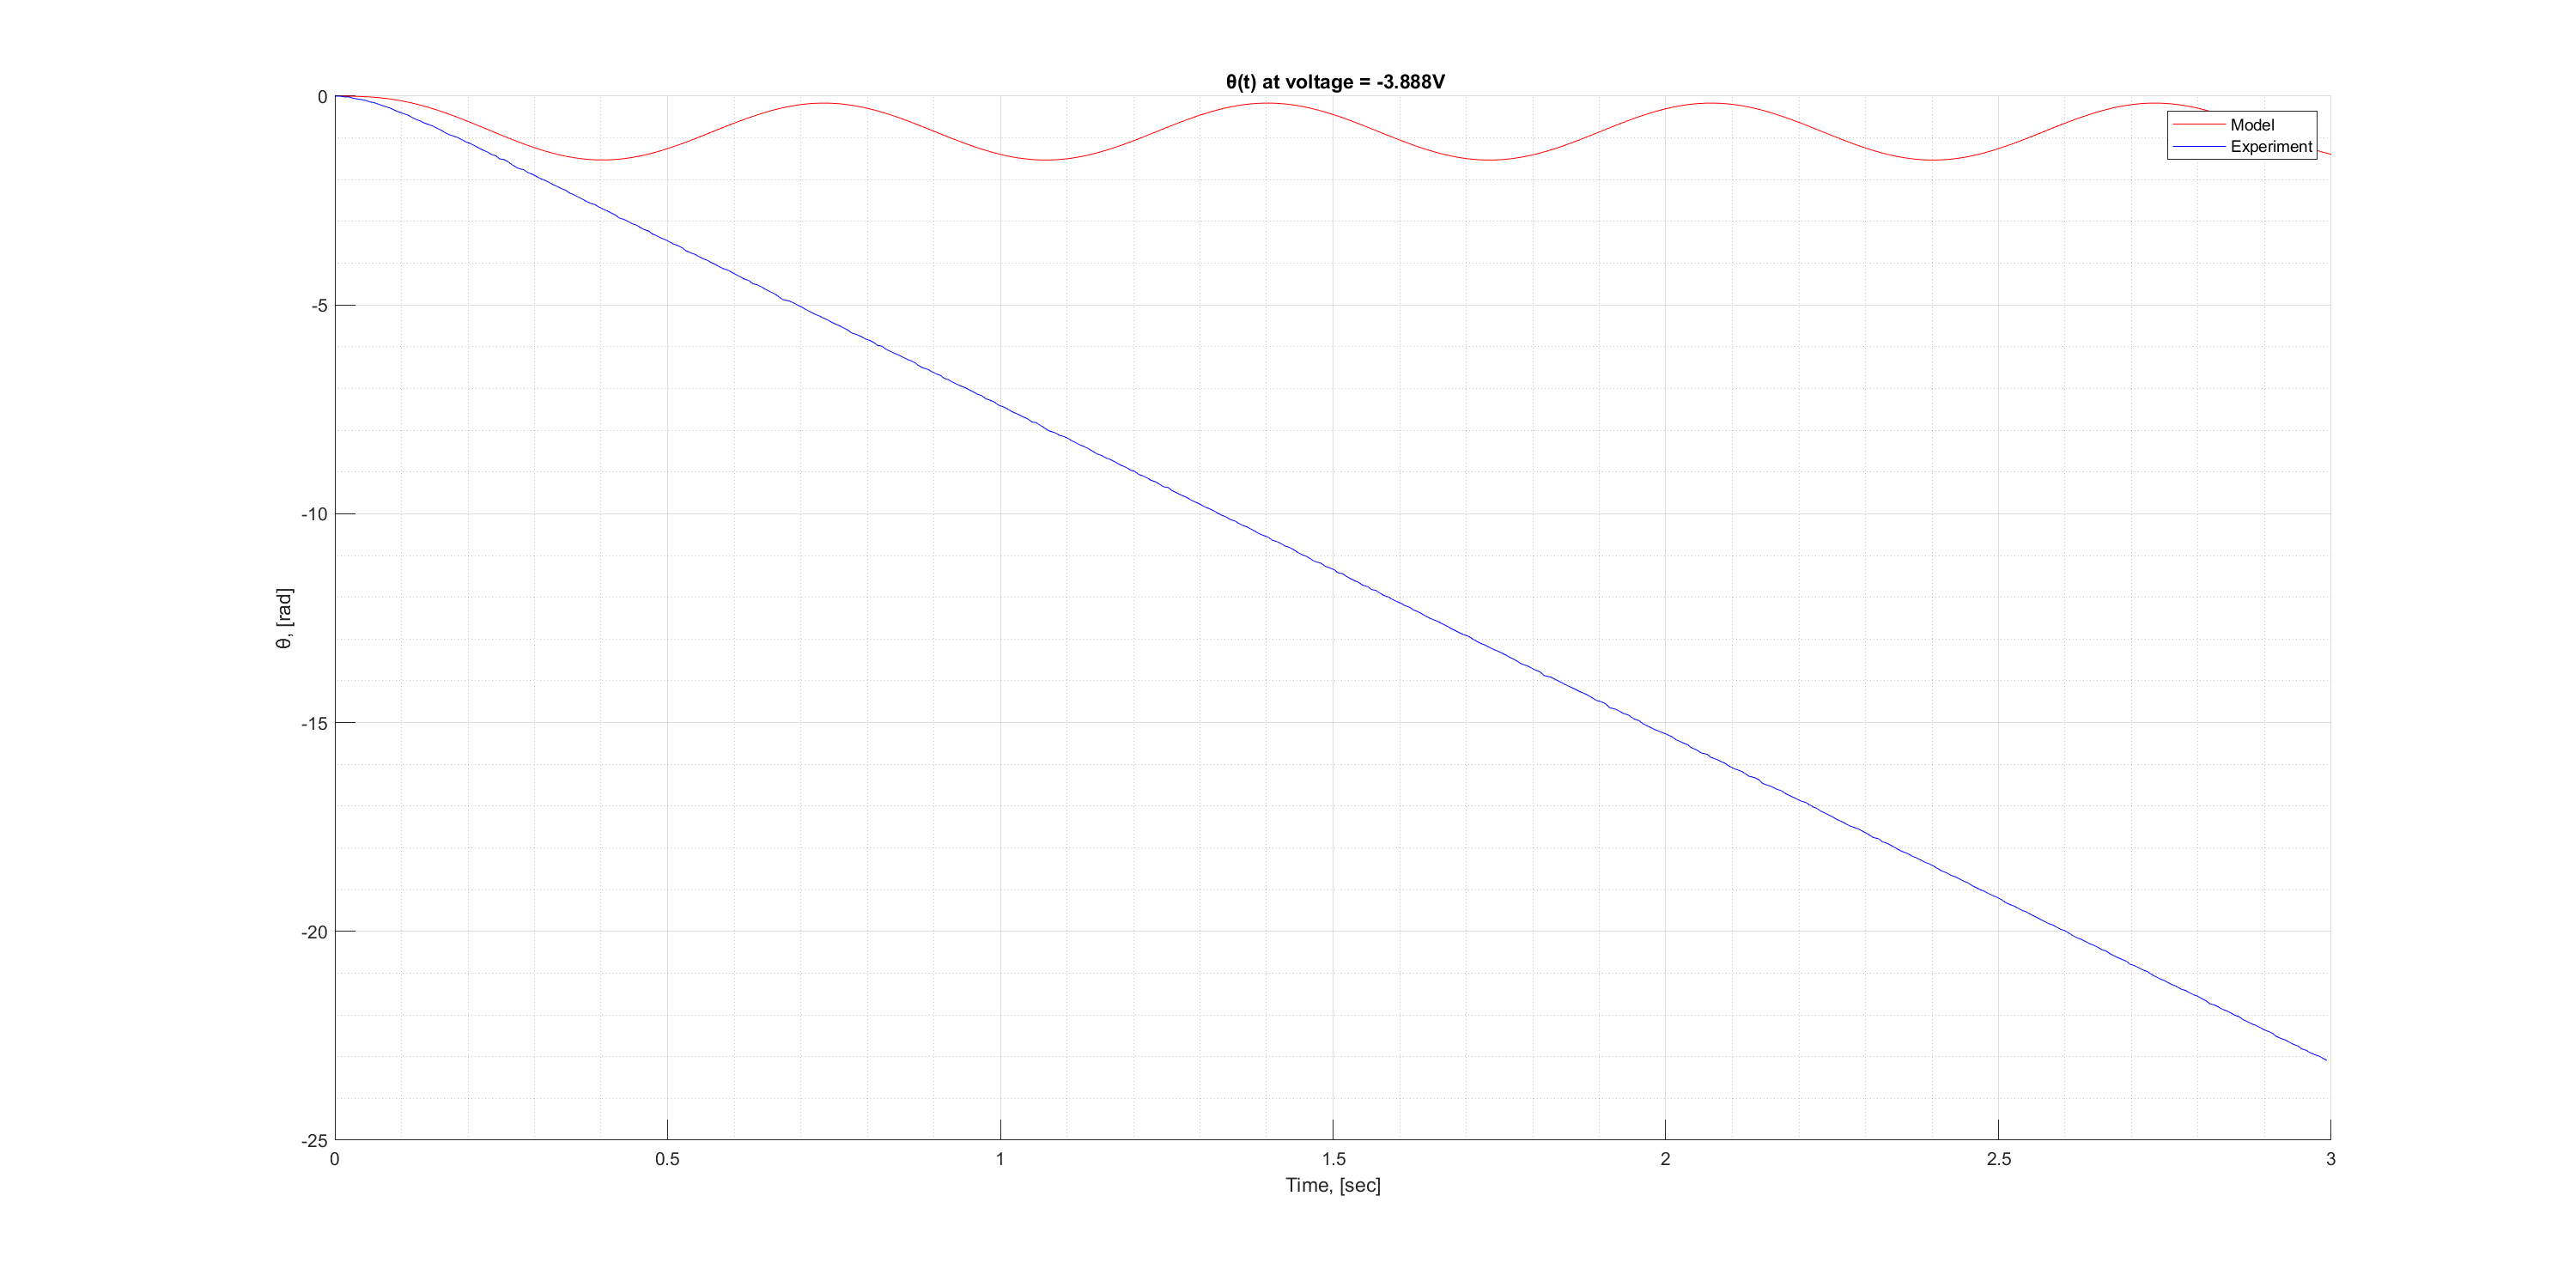 θ(t) at voltage = -3.888V
0
Model
Experiment
-5
-10
θ, [rad]
-15
-20
-25
0 0.5 1 1.5 2 2.5 3
Time, [sec]